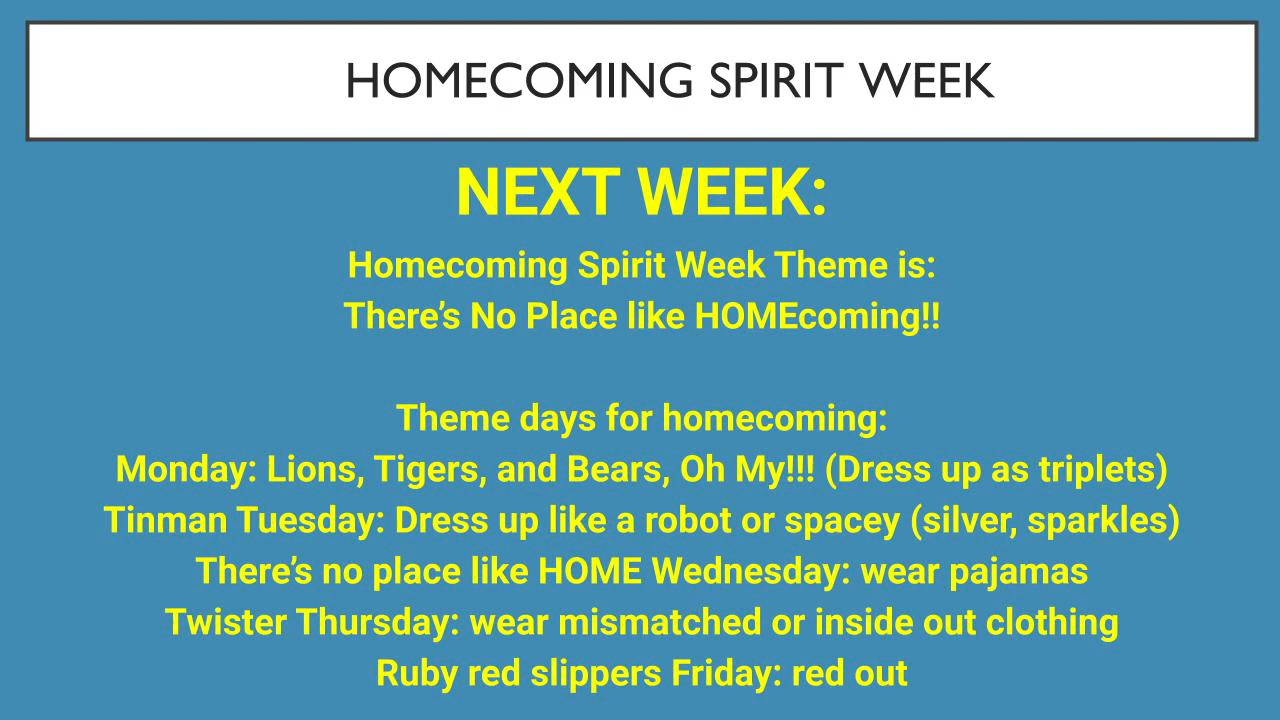 HOMECOMING SPIRIT WEEK
NEXT WEEK:
Homecoming Spirit Week Theme is:
There’s No Place like HOMEcoming!!
Theme days for homecoming:
Monday: Lions, Tigers, and Bears, Oh My!!! (Dress up as triplets)
Tinman Tuesday: Dress up like a robot or spacey (silver, sparkles)
There’s no place like HOME Wednesday: wear pajamas
Twister Thursday: wear mismatched or inside out clothing
Ruby red slippers Friday: red out